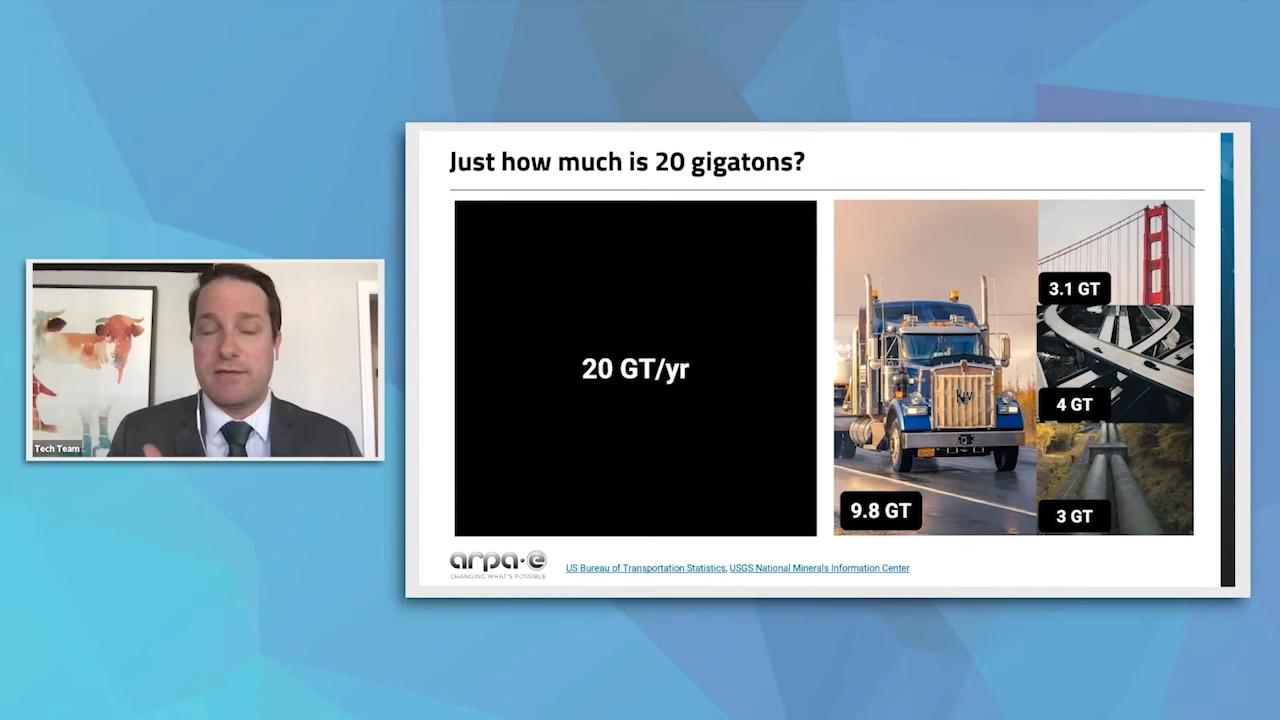 Just how much is 20 gigatons?
20 GT/yr
3.1 GT
4 GT
9.8 GT
3 GT
Tech Team
arpa·e
CHANGING WHAT'S POSSIBLE
US Bureau of Transportation Statistics, USGS National Minerals Information Center